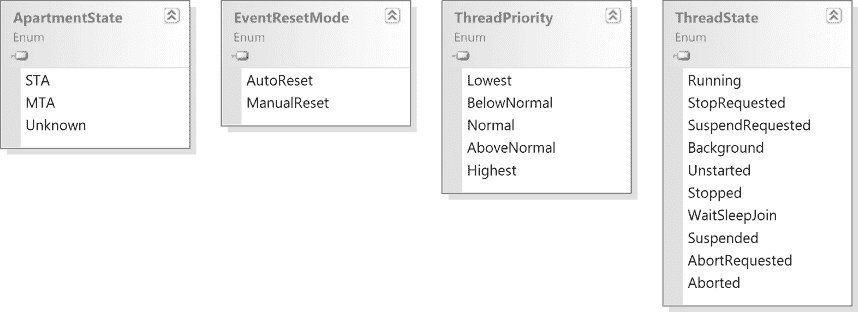 ApartmentState
Enum
STA
MTA
Unknown
EventResetMode
Enum
AutoReset
ManualReset
ThreadPriority
Enum
Lowest
BelowNormal
Normal
AboveNormal
Highest
ThreadState
Enum
Running
StopRequested
SuspendRequested
Background
Unstarted
Stopped
WaitSleepJoin
Suspended
AbortRequested
Aborted